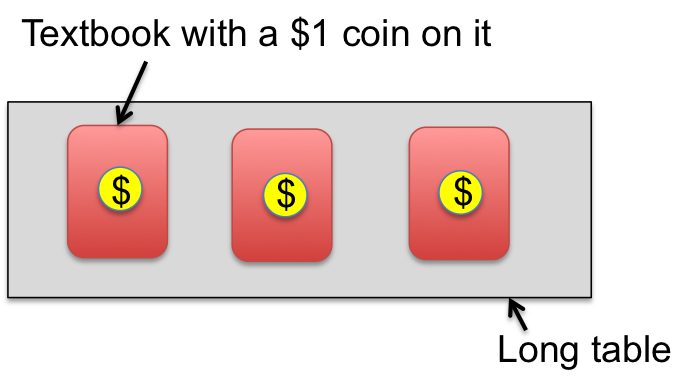 Textbook with a $1 coin on it
$ $ $
Long table